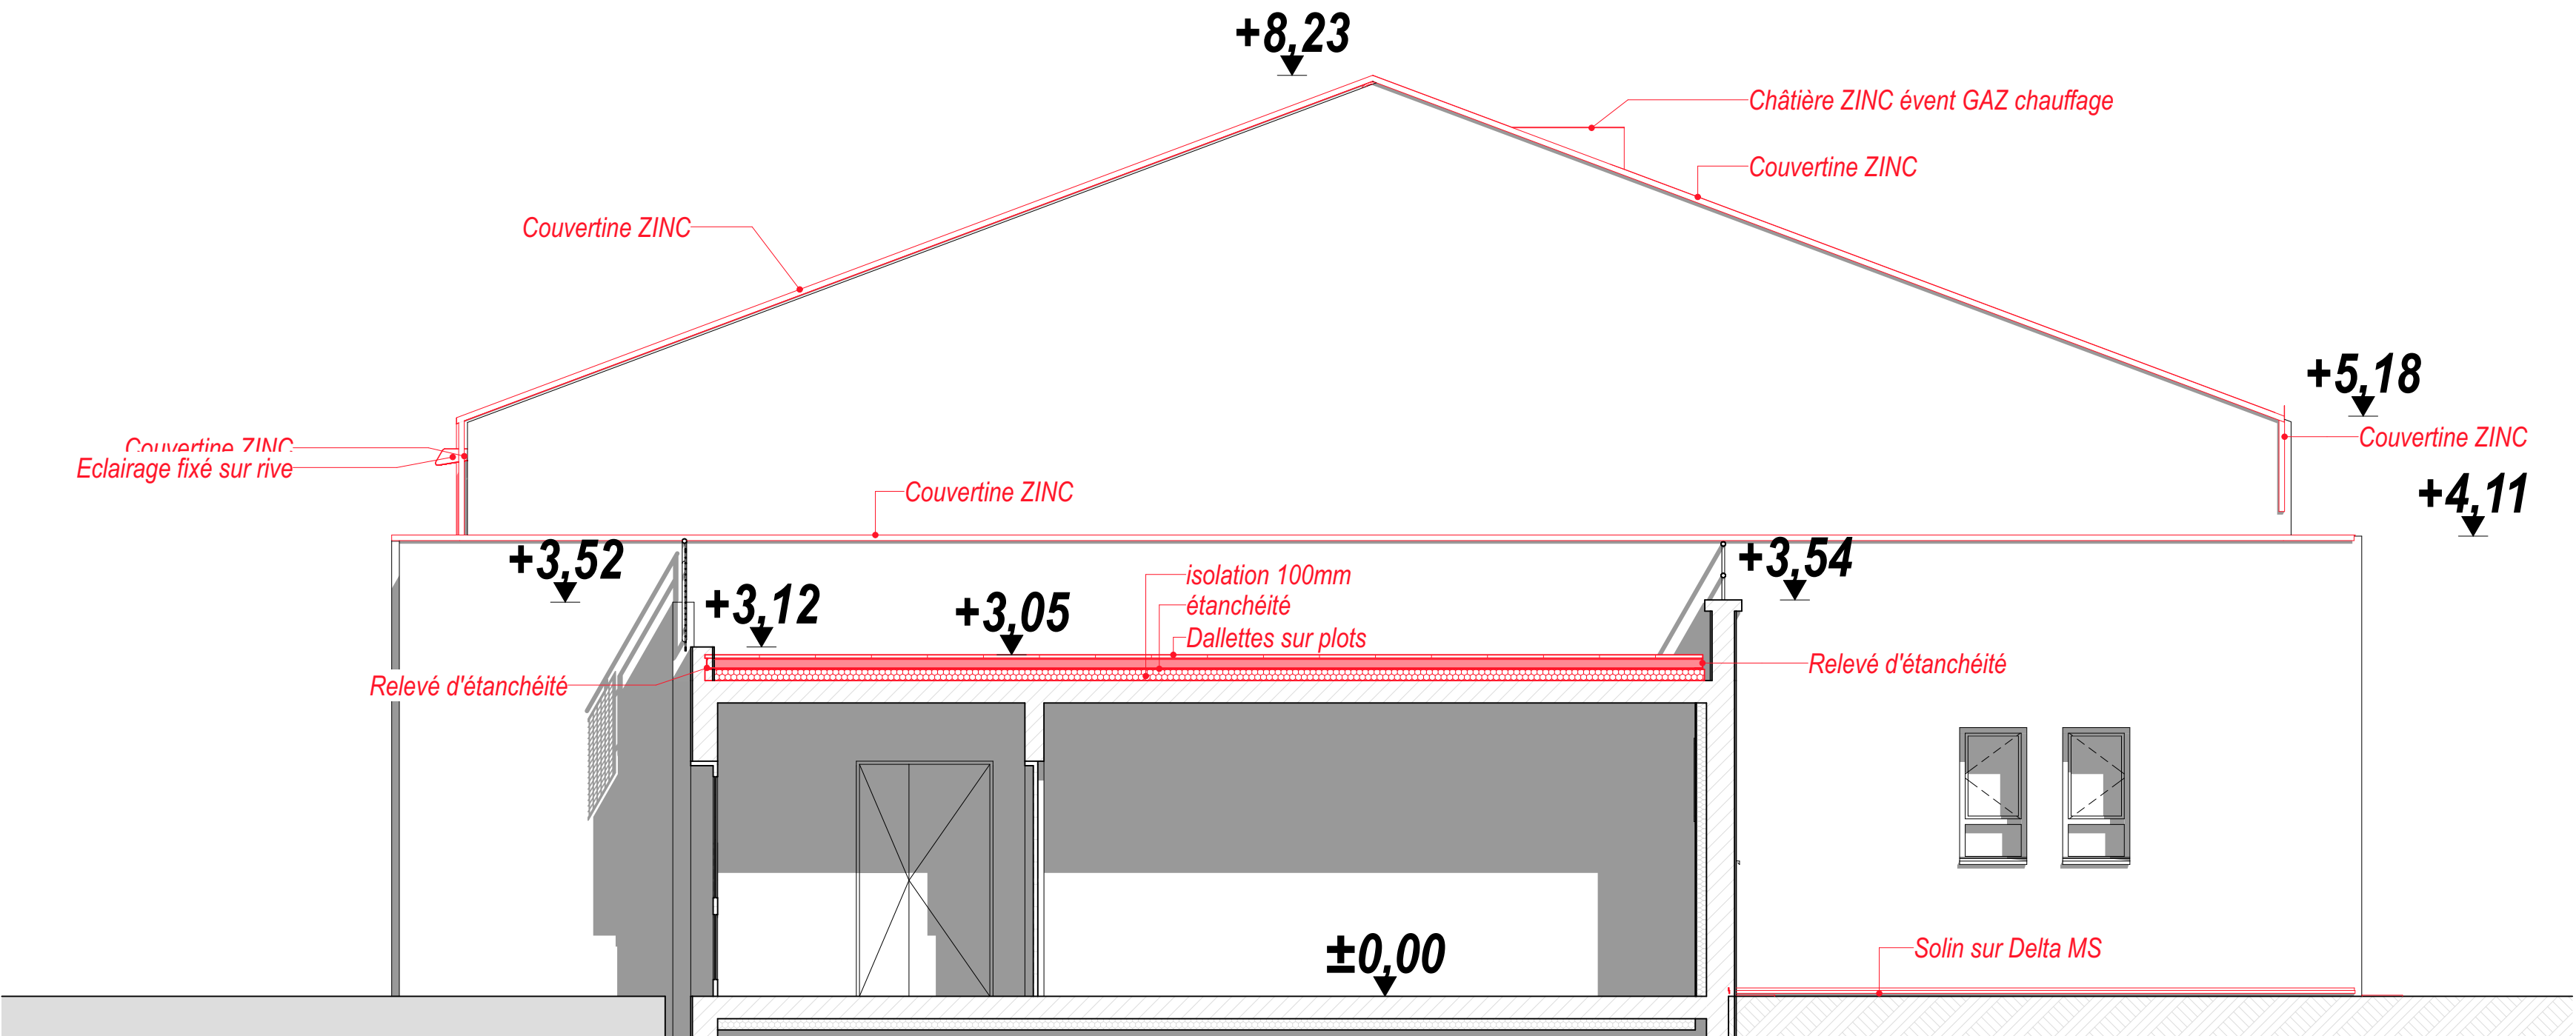 +8,23
Châtière ZINC évent GAZ chauffage
Couvertine ZINC
Couvertine ZINC
+5,18
Couvertine ZINC
Couvertine ZINC
Eclairage fixé sur rive
Couvertine ZINC
+4,11
+3,52
+3,54
+3,12
+3,05
isolation 100mm
étanchéité
Dallettes sur plots
Relevé d'étanchéité
Relevé d'étanchéité
±0,00
Solin sur Delta MS